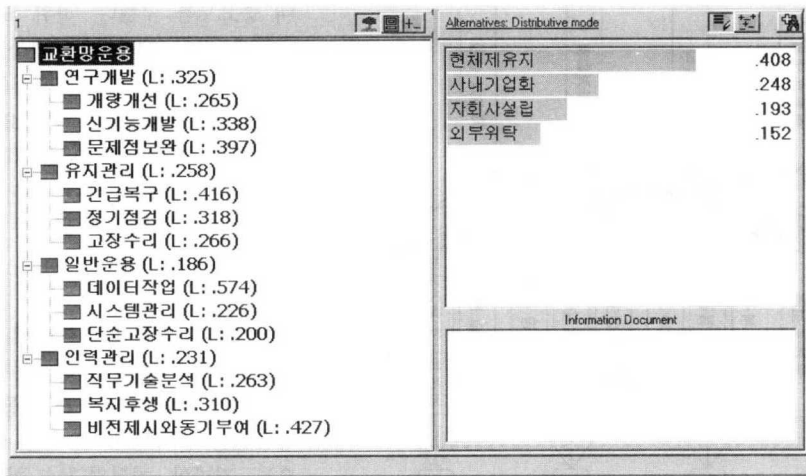 1
교환망운용
연구개발 (L: .325)
개량개선 (L: .265)
신기능개발 (L: .338)
문제점보완 (L: .397)
유지관리 (L: .258)
긴급복구 (L: .416)
정기점검 (L: .318)
고장수리 (L: .266)
일반운용 (L: .186)
데이터작업 (L: .574)
시스템관리 (L: .226)
단순고장수리 (L: .200)
인력관리 (L: .231)
직무기술분석 (L: .263)
복지후생 (L: .310)
비전제시와동기부여 (L: .427)
Alternatives: Distributive mode
현체제유지 .408
사내기업화 .248
자회사설립 .193
외부위탁 .152
Information Document